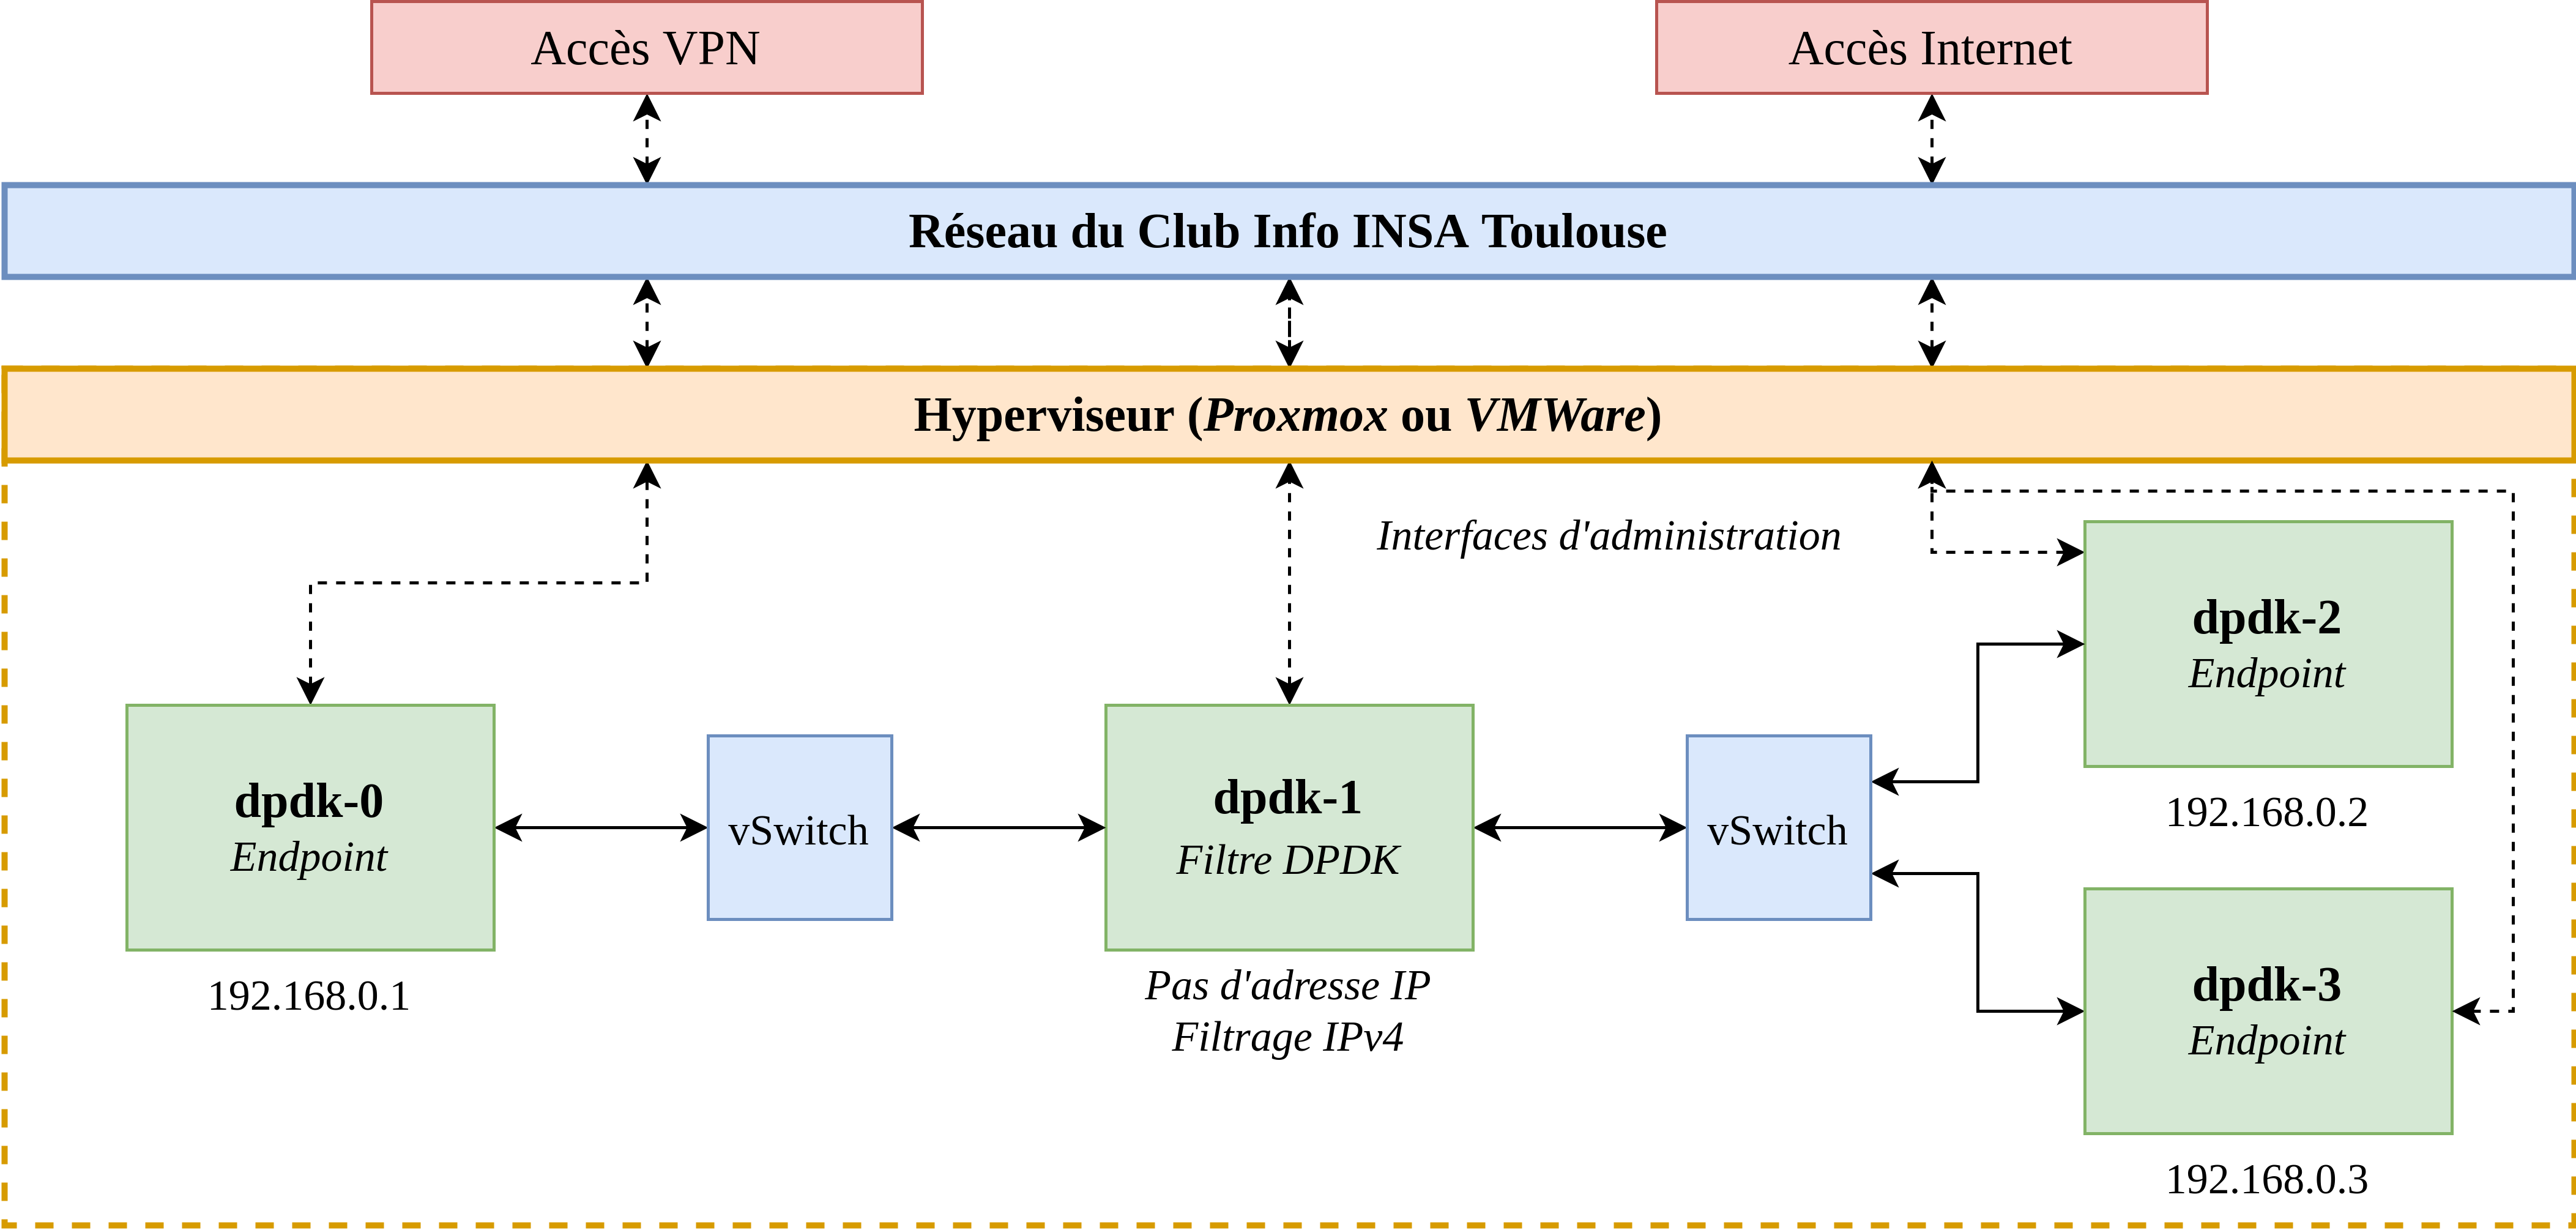 Accès VPN
Accès Internet
Réseau du Club Info INSA Toulouse
Hyperviseur (Proxmox ou VMWare)
Interfaces d'administration
dpdk-0
Endpoint
192.168.0.1
vSwitch
dpdk-1
Filtre DPDK
Pas d'adresse IP
Filtrage IPv4
vSwitch
dpdk-2
Endpoint
192.168.0.2
dpdk-3
Endpoint
192.168.0.3